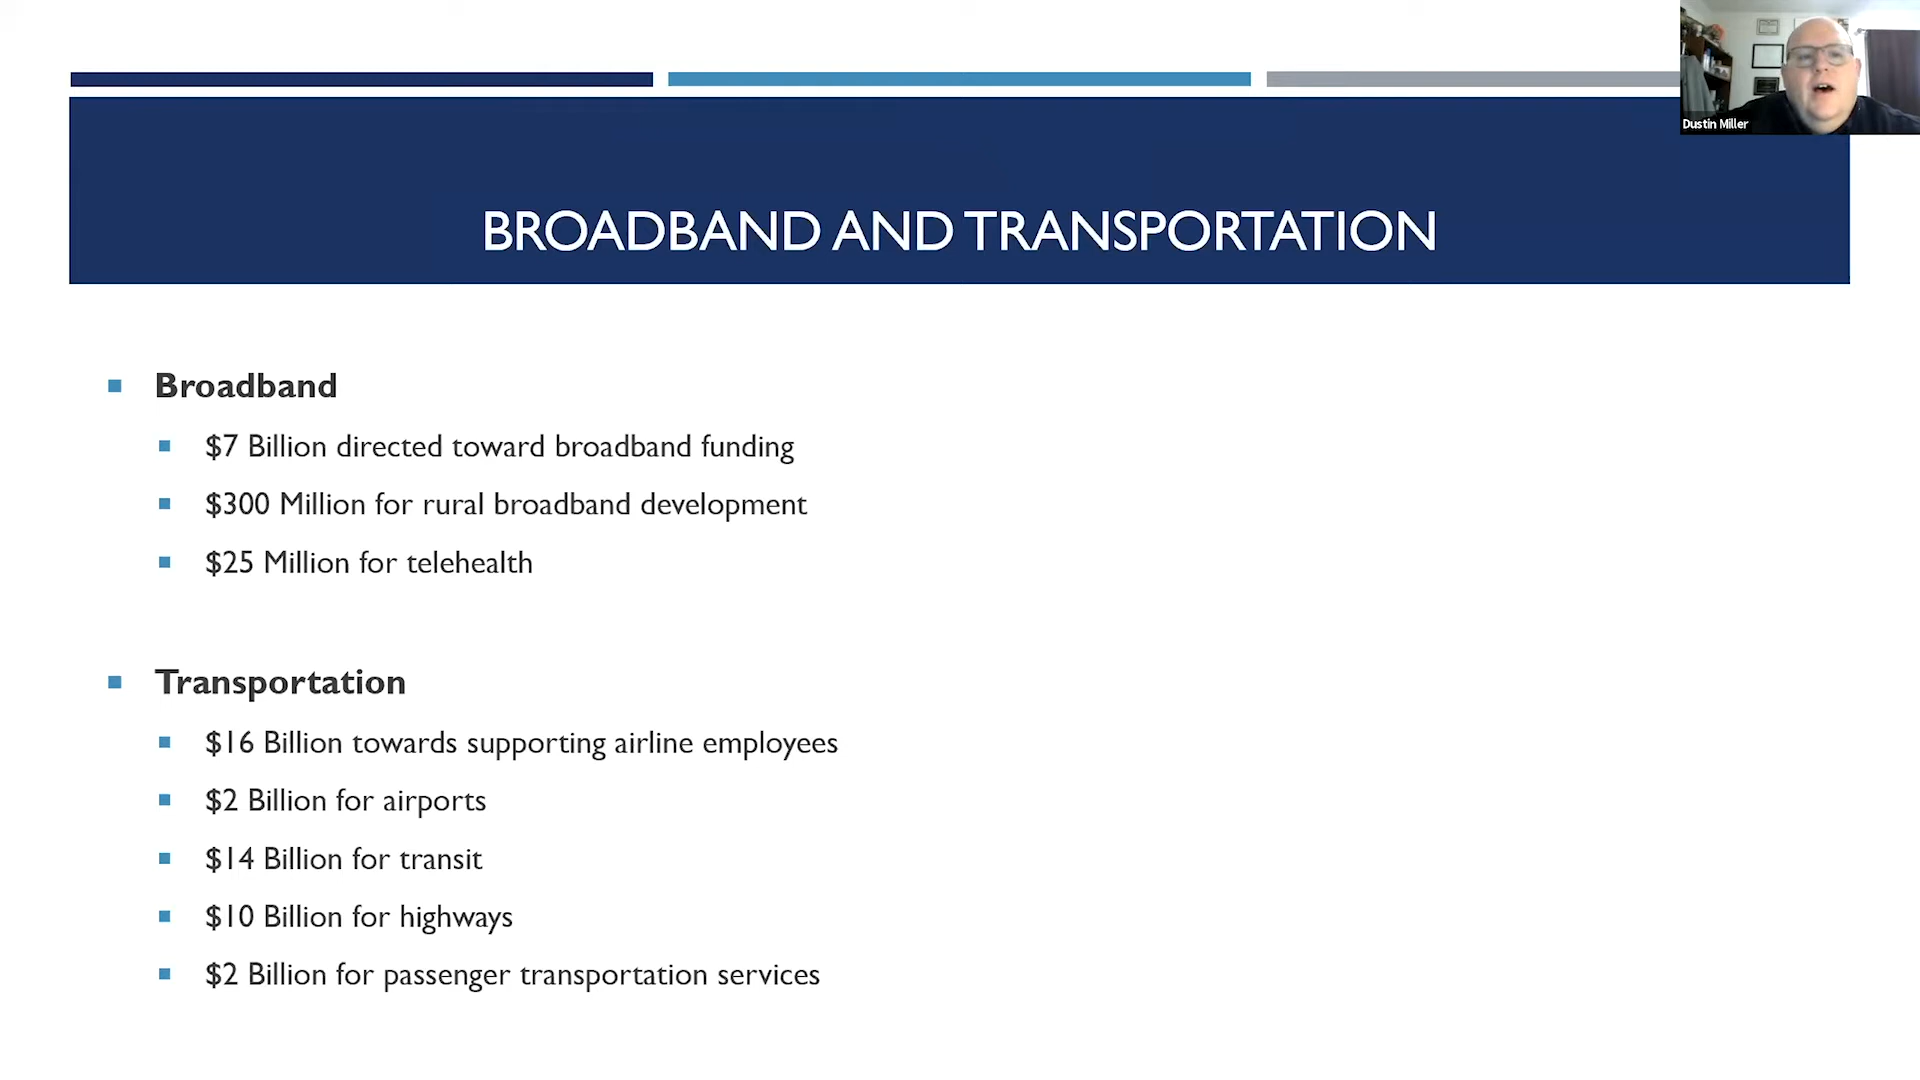 Dustin Miller
BROADBAND AND TRANSPORTATION
Broadband
$7 Billion directed toward broadband funding
$300 Million for rural broadband development
$25 Million for telehealth
Transportation
$16 Billion towards supporting airline employees
$2 Billion for airports
$14 Billion for transit
$10 Billion for highways
$2 Billion for passenger transportation services